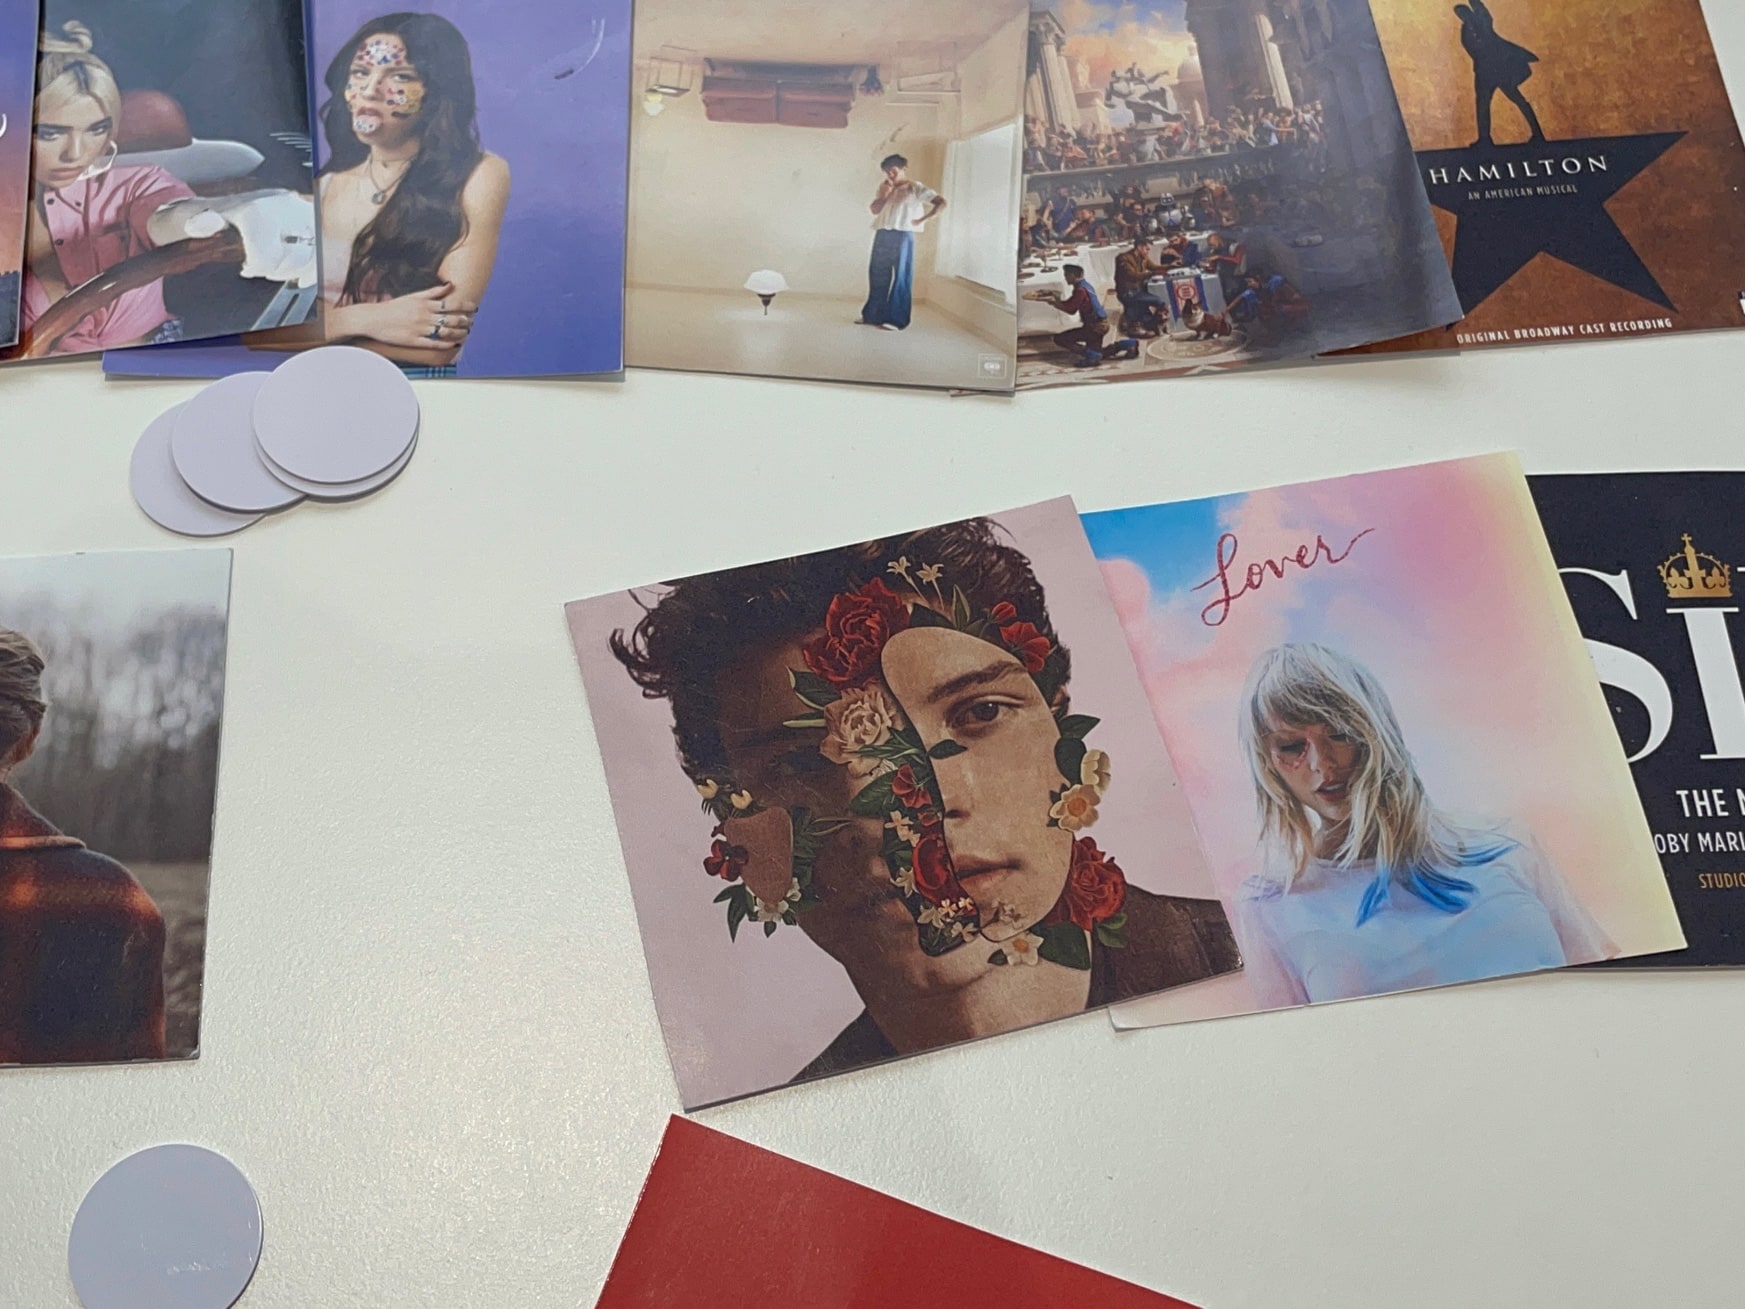 HAMILTON
AN AMERICAN MUSICAL
ORIGINAL BROADWAY CAST RECORDING
Lover
SI
THE
OBY MARL
STUDIO